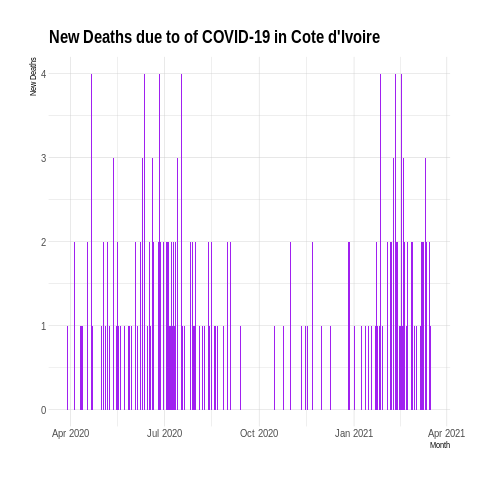 New Deaths due to of COVID-19 in Cote d'Ivoire
New Deaths
4
3
2
1
0
Apr 2020 Jul 2020 Oct 2020 Jan 2021 Apr 2021
Month